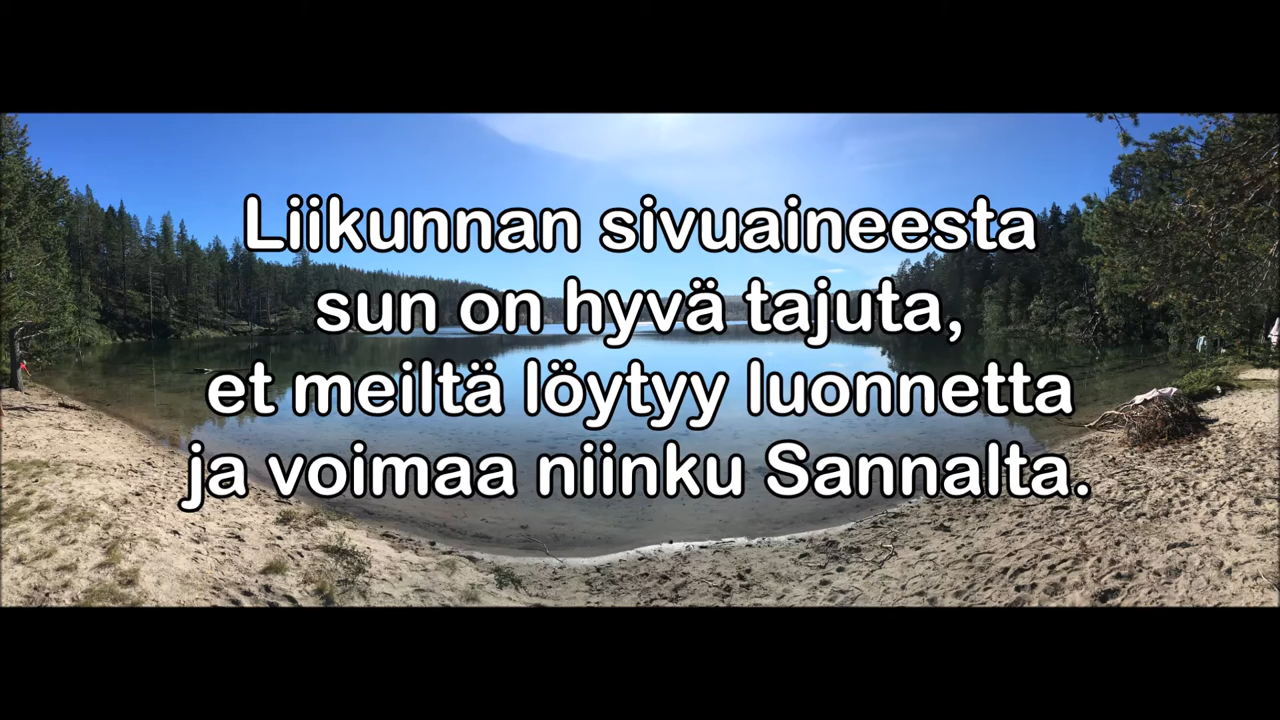 Liikunnan sivuaineesta
sun on hyvä tajuta,
et meiltä löytyy luonnetta
ja voimaa niinku Sannalta.